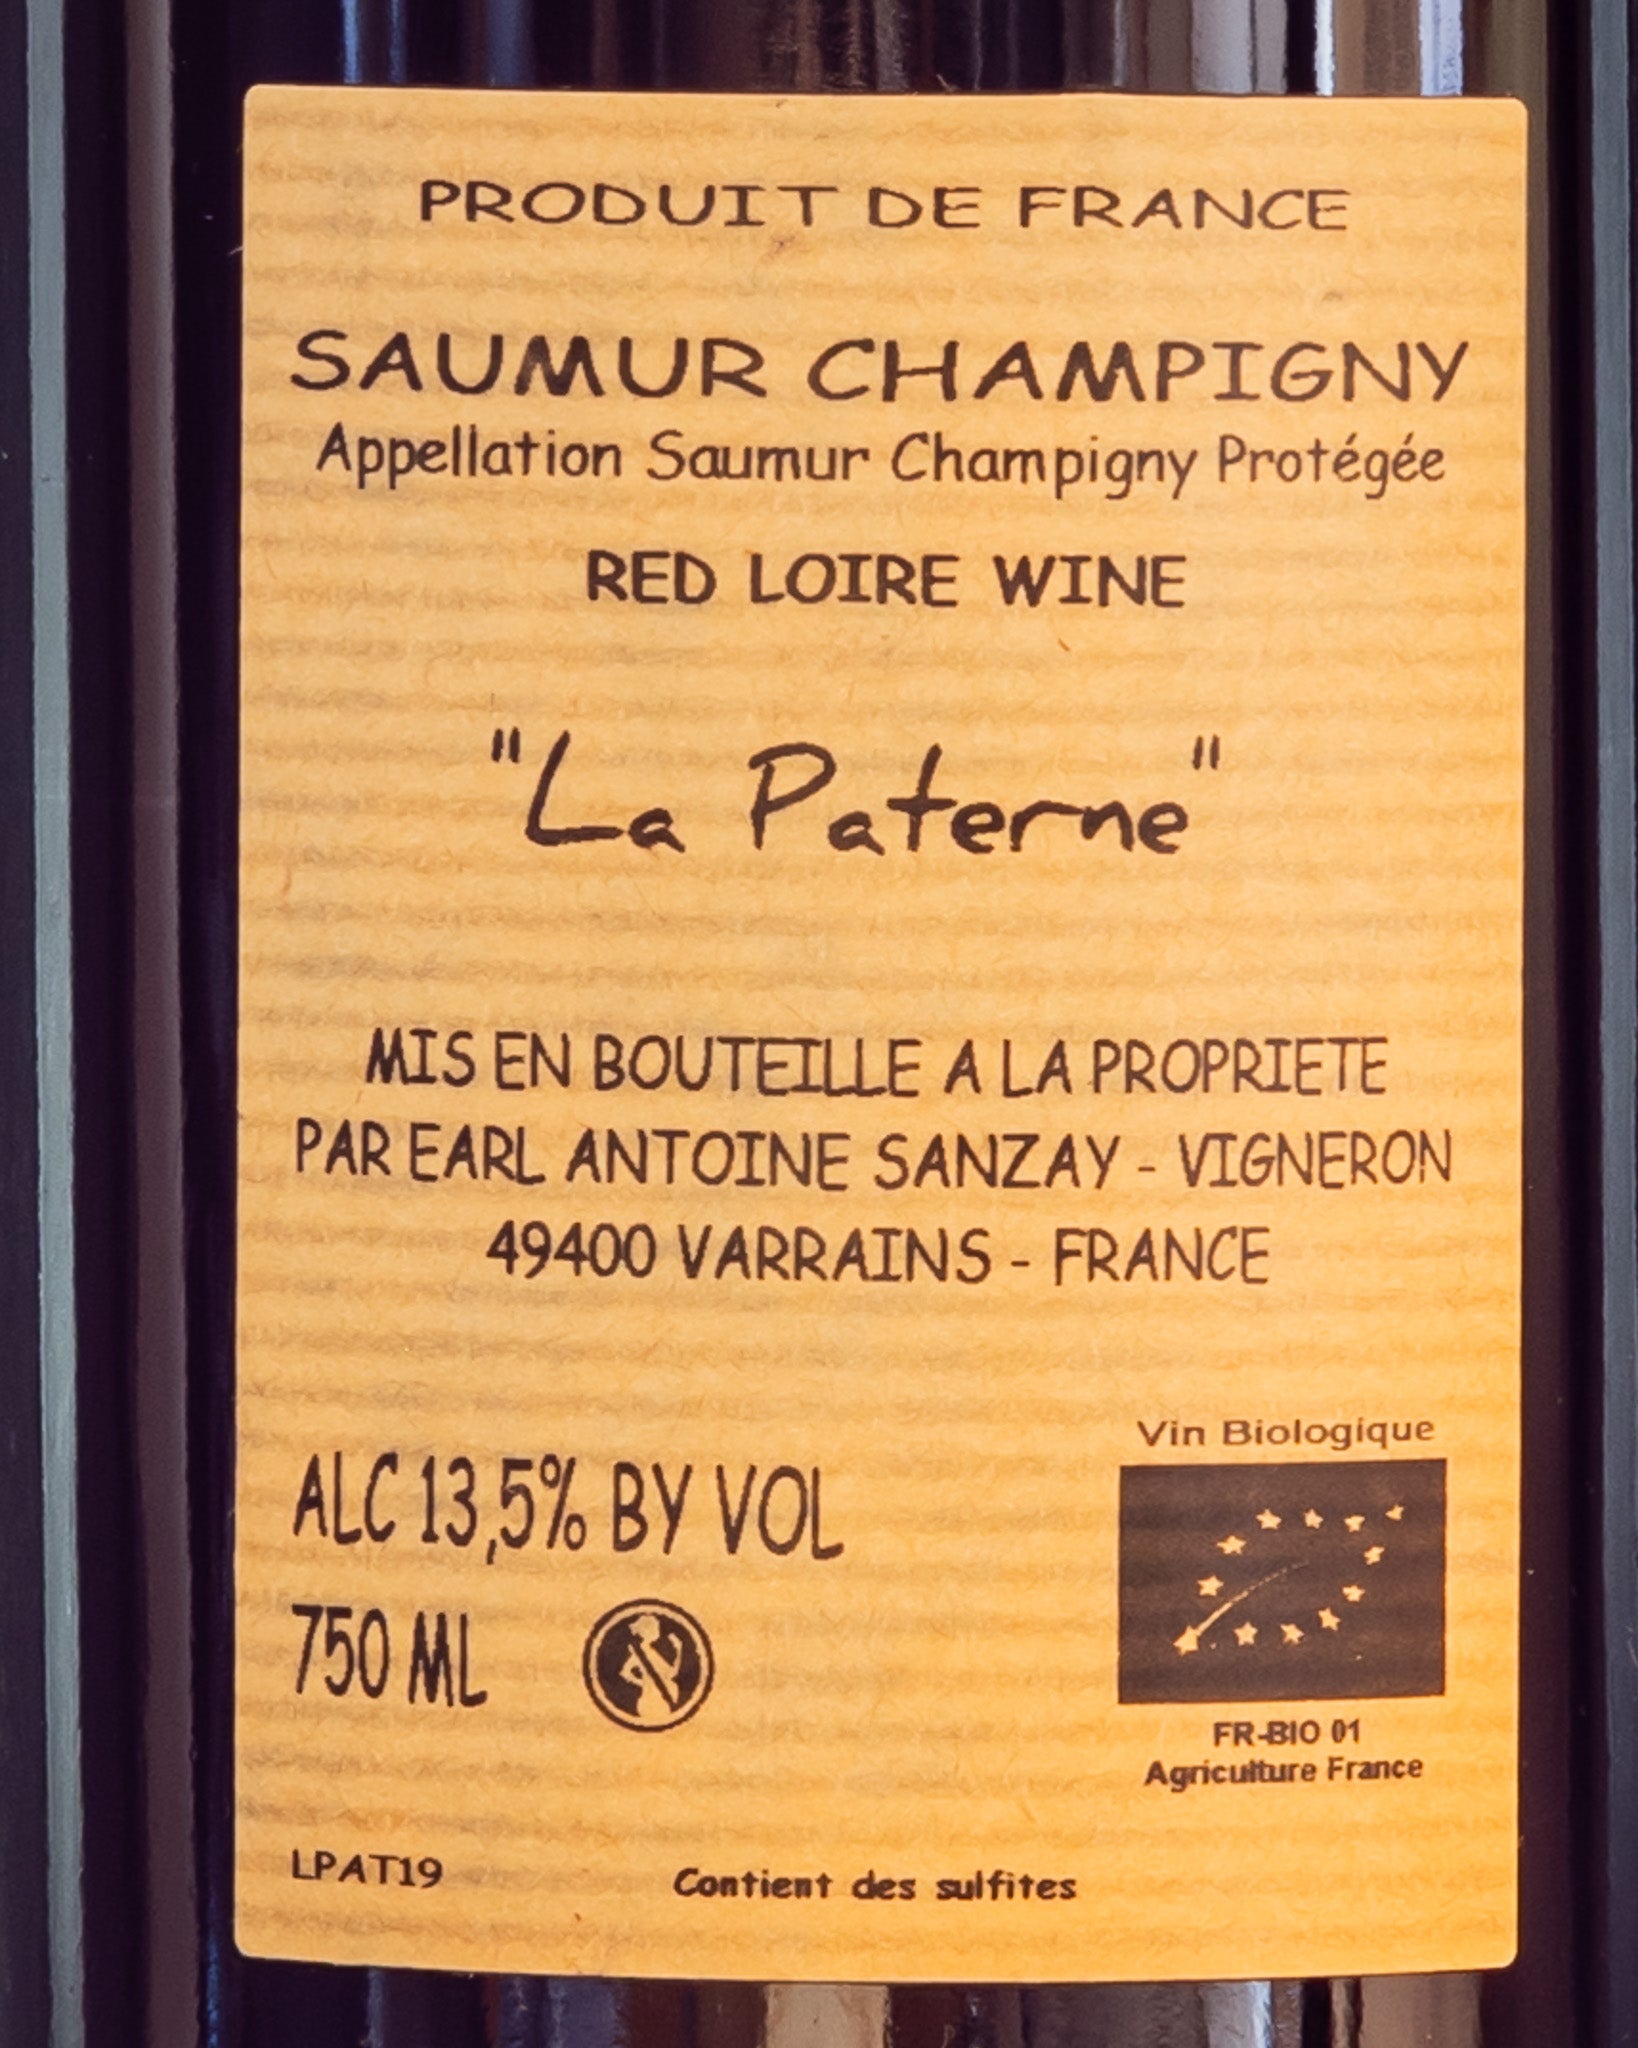 PRODUIT DE FRANCE
SAUMUR CHAMPIGNY
Appellation Saumur Champigny Protégée
RED LOIRE WINE
"La Paterne"
MIS EN BOUTEILLE A LA PROPRIETE
PAR EARL ANTOINE SANZAY - VIGNERON
49400 VARRAINS - FRANCE
Vin Biologique
ALC 13,5% BY VOL
750 ML
FR-BIO 01
Agriculture France
LPAT19
Contient des sulfites